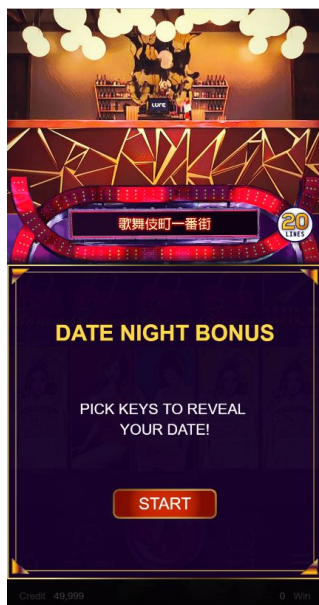 LURE
歌舞伎町一番街
20
LINES
DATE NIGHT BONUS
PICK KEYS TO REVEAL
YOUR DATE!
START
Credit 49,999
0 Win